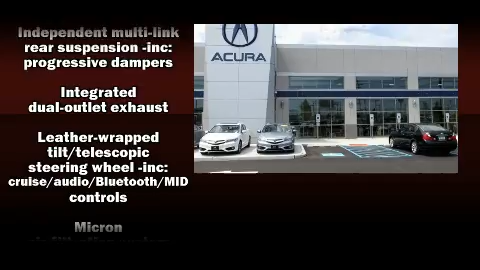 Independent multi-link
rear suspension -inc:
progressive dampers
Integrated
dual-outlet exhaust
Leather-wrapped
tilt/telescopic
steering wheel -inc:
cruise/audio/Bluetooth/MID
controls
Micron
ACURA